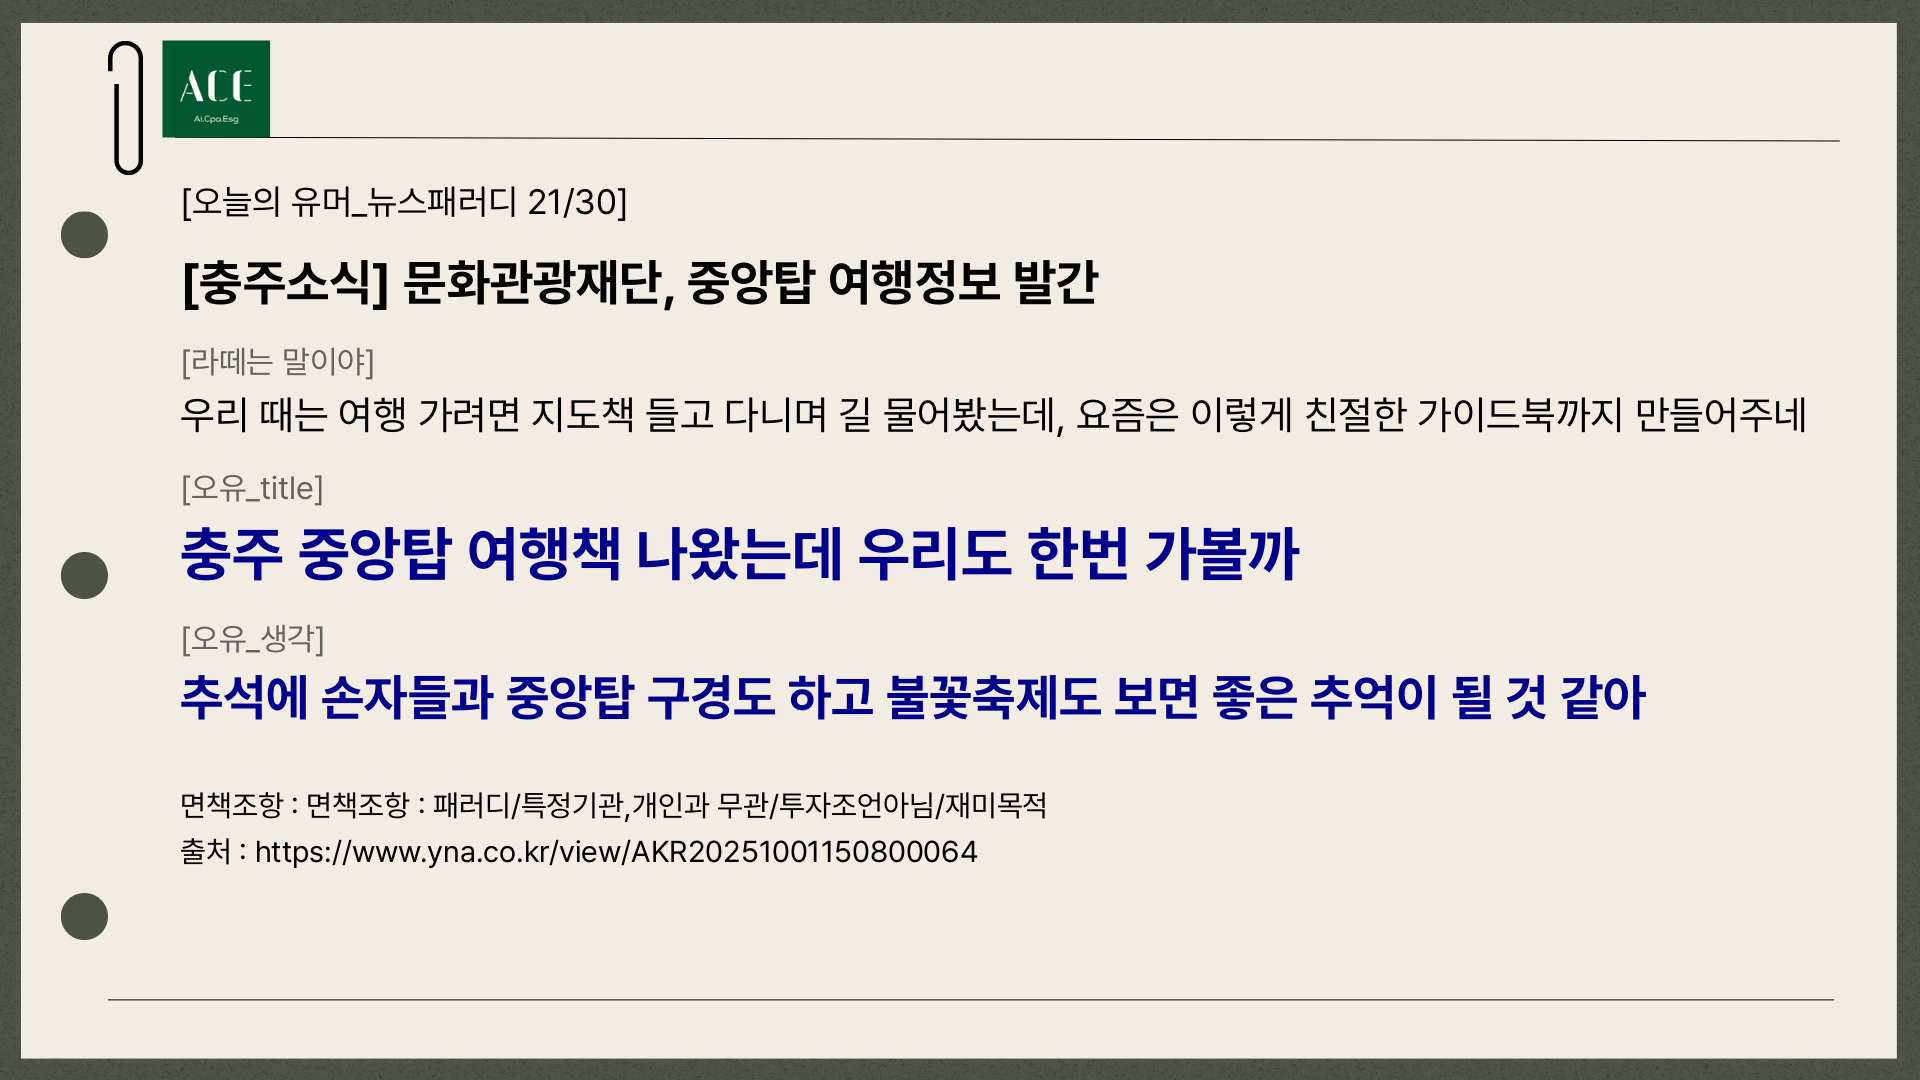 ACE
Ai.Cpa.Esg
[오늘의 유머_뉴스패러디 21/30]
[충주소식] 문화관광재단, 중앙탑 여행정보 발간
[라떼는 말이야]
우리 때는 여행 가려면 지도책 들고 다니며 길 물어봤는데, 요즘은 이렇게 친절한 가이드북까지 만들어주네
[오유_title]
충주 중앙탑 여행책 나왔는데 우리도 한번 가볼까
[오유_생각]
추석에 손자들과 중앙탑 구경도 하고 불꽃축제도 보면 좋은 추억이 될 것 같아
면책조항 : 면책조항 : 패러디/특정기관,개인과 무관/투자조언아님/재미목적
출처 : https://www.yna.co.kr/view/AKR20251001150800064